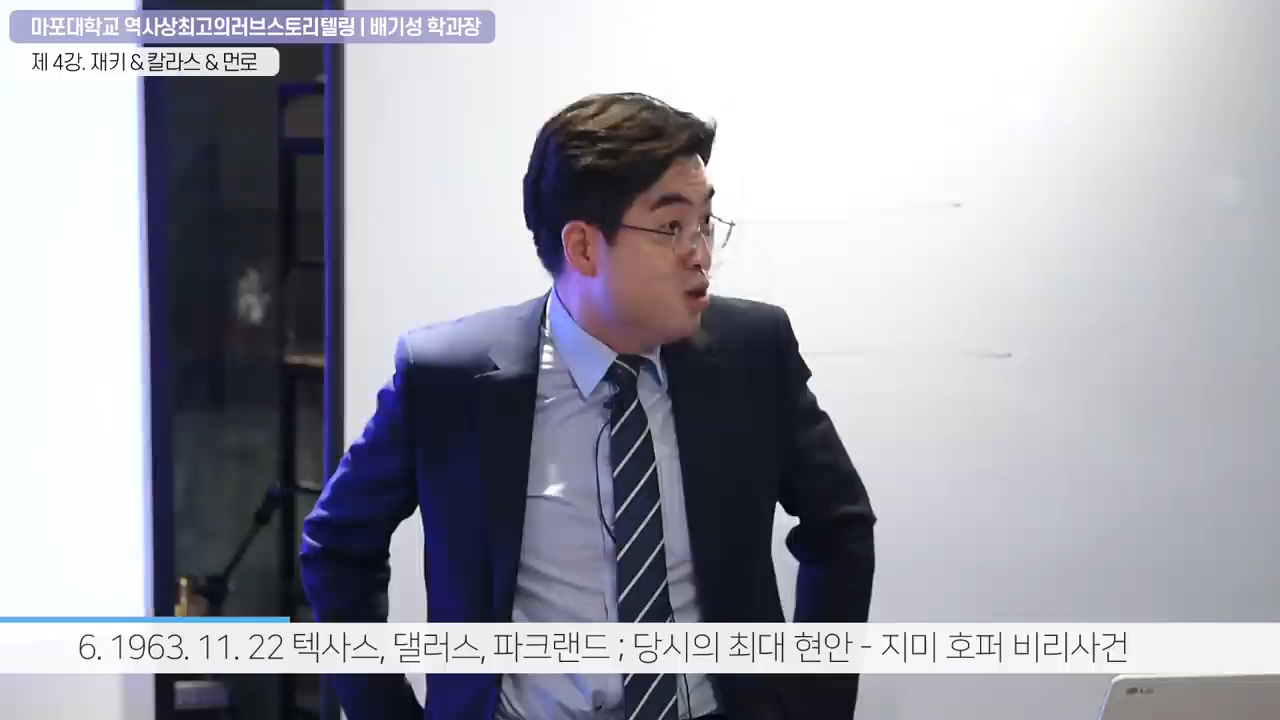 마포대학교 역사상최고의러브스토리텔링 | 배기성 학과장
제 4강. 재키 & 칼라스 & 먼로
6. 1963. 11. 22 텍사스, 댈러스, 파크랜드 ; 당시의 최대 현안 - 지미 호퍼 비리사건
LG